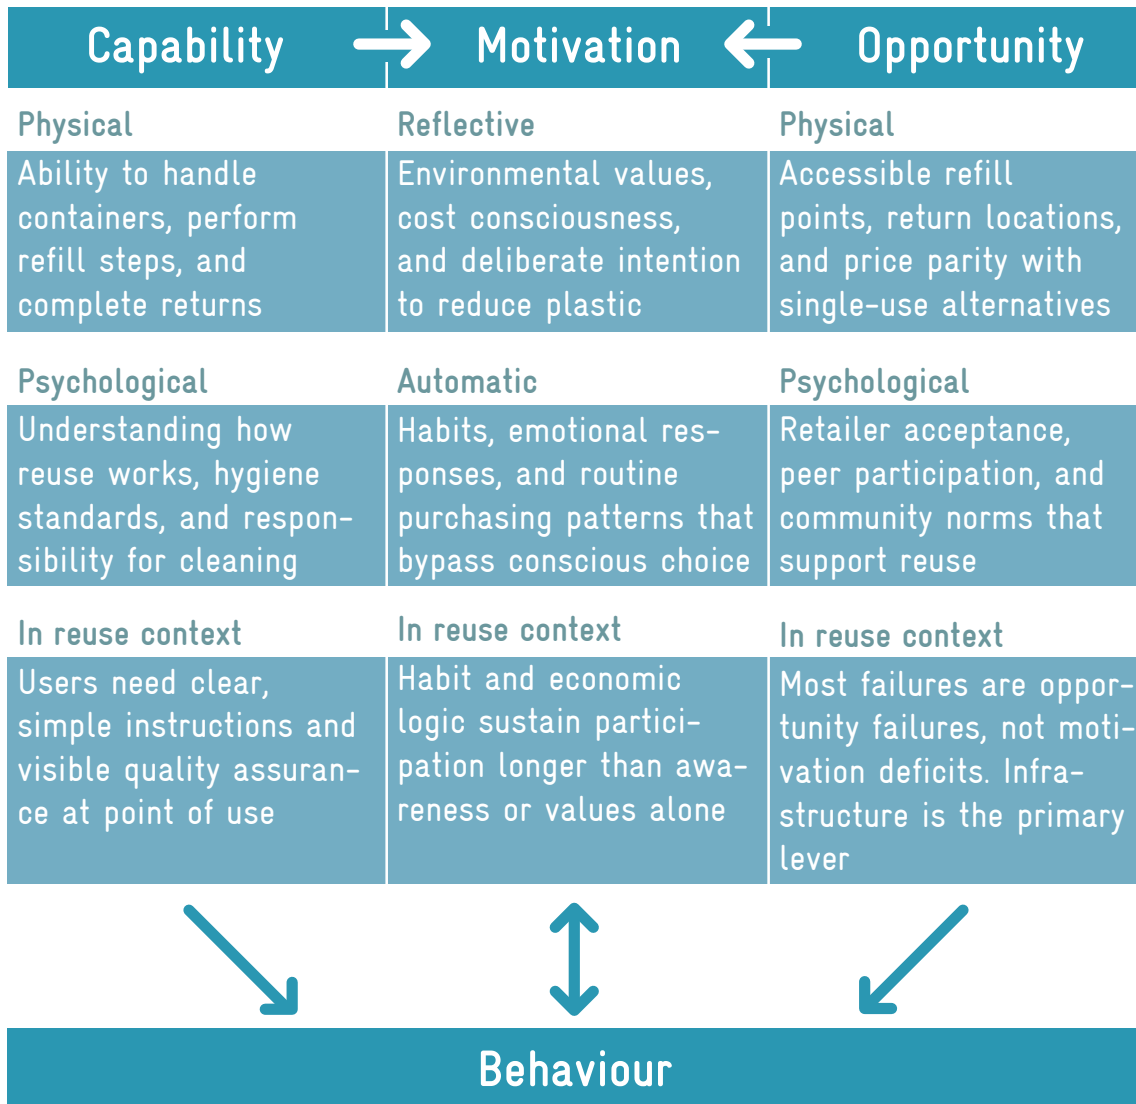 Capability
Motivation
Opportunity
Physical
Ability to handle
containers, perform
refill steps, and
complete returns
Psychological
Understanding how
reuse works, hygiene
standards, and respon-
sibility for cleaning
In reuse context
Users need clear,
simple instructions and
visible quality assuran-
ce at point of use
Reflective
Environmental values,
cost consciousness,
and deliberate intention
to reduce plastic
Automatic
Habits, emotional res-
ponses, and routine
purchasing patterns that
bypass conscious choice
In reuse context
Habit and economic
logic sustain partici-
pation longer than awa-
reness or values alone
Physical
Accessible refill
points, return locations,
and price parity with
single-use alternatives
Psychological
Retailer acceptance,
peer participation, and
community norms that
support reuse
In reuse context
Most failures are oppor-
tunity failures, not moti-
vation deficits. Infra-
structure is the primary
lever
Behaviour